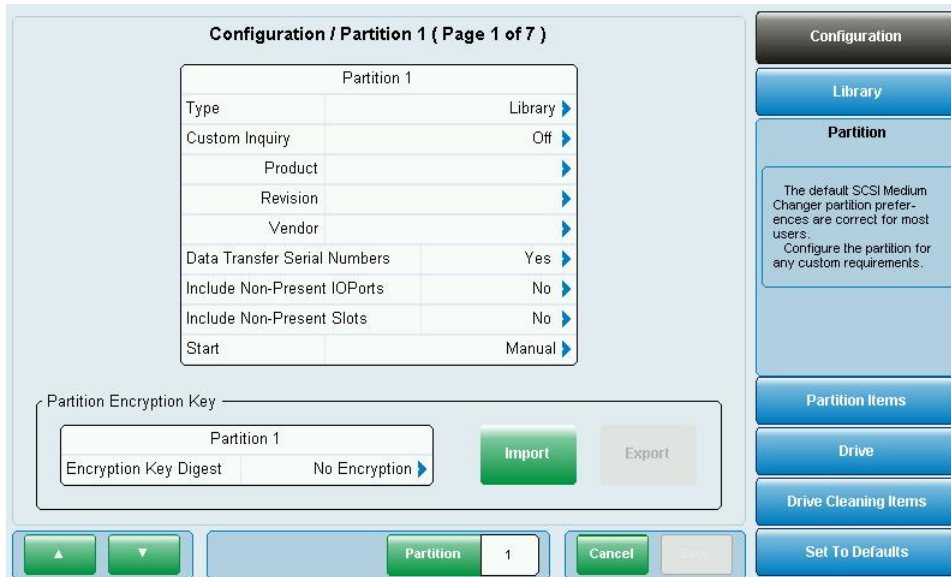 Configuration / Partition 1 ( Page 1 of 7 )
Partition 1
Type Library
Custom Inquiry Off
Product
Revision
Vendor
Data Transfer Serial Numbers Yes
Include Non-Present IOPorts No
Include Non-Present Slots No
Start Manual
Partition Encryption Key
Partition 1
Encryption Key Digest No Encryption
Import
Export
Partition 1
Cancel
Save
Configuration
Library
Partition
The default SCSI Medium
Changer partition prefer-
ences are correct for most
users.
Configure the partition for
any custom requirements.
Partition Items
Drive
Drive Cleaning Items
Set To Defaults